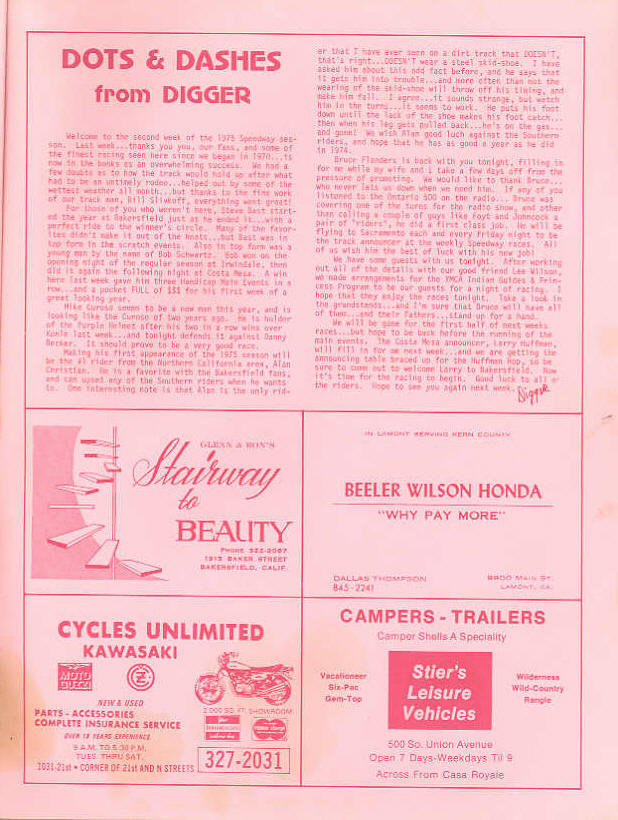 DOTS & DASHES
from DIGGER
Welcome to the second week of the 1975 Speedway sea-
son. Last week...thanks you you, our fans, and some of
the finest racing seen here since we began in 1970...is
now in the books as an overwhelming success. We had a
few doubts as to how the track would hold up after what
had to be an untimely rodeo...helped out by some of the
wettest weather all month...but thanks to the fine work
of our track man, Bill Slivkoff, everything went great!
For those of you who weren't here, Steve Bast start-
ed the year at Bakersfield just as he ended it...with a
perfect ride to the winner's circle. Many of the favor-
ites didn't make it out of the heats...but Bast was in
top form in the scratch events. Also in top form was a
young man by the name of Bob Schwartz. Bob won on the
opening night of the regular season at Irwindale, then
did it again the following night at Costa Mesa. A win
here last week gave him three Handicap Main Events in a
row...and a pocket FULL of $$$ for his first week of a
great looking year.
Mike Curoso seems to be a new man this year, and is
looking like the Curoso of two years ago. He is holder
of the Purple Helmet after his two in a row wins over
Konle last week...and tonight defends it against Danny
Becker. It should prove to be a very good race.
Making his first appearance of the 1975 season will
be the #1 rider from the Northern California area, Alan
Christian. He is a favorite with the Bakersfield fans,
and can upset any of the Southern riders when he wants
to. One interesting note is that Alan is the only rid-
er that I have ever seen on a dirt track that DOESN'T,
that's right...DOESN'T wear a steel skid-shoe. I have
asked him about this odd fact before, and he says that
it gets him into trouble...and more often than not the
wearing of the skid-shoe will throw off his timing, and
make him fall. I agree...it sounds strange, but watch
him in the turns...it seems to work. He puts his foot
down until the lack of the shoe makes his foot catch...
then when his leg gets pulled back...he's on the gas...
and gone! We wish Alan good luch against the Southern
riders, and hope that he has as good a year as he did
in 1974.
Bruce Flanders is back with you tonight, filling in
for me while my wife and I take a few days off from the
pressure of promoting. We would like to thank Bruce...
who never lets us down when we need him. If any of you
listened to the Ontario 500 on the radio... Bruce was
covering one of the turns for the radio show, and other
then calling a couple of guys like Foyt and Johncock a
pair of "riders", he did a first class job. He will be
flying to Sacramento each and every Friday night to be
the track announcer at the weekly Speedway races. All
of us wish him the best of luck with his new job!
We have some guests with us tonight. After working
out all of the details with our good friend Lee Wilson,
we made arrangements for the YMCA Indian Guides & Prin-
cess Program to be our guests for a night of racing. I
hope that they enjoy the races tonight. Take a look in
the grandstands...and I'm sure that Bruce will have all
of them...and their Fathers...stand up for a hand.
We will be gone for the first half of next weeks
races...but hope to be back before the running of the
main events. The Costa Mesa announcer, Larry Huffman,
will fill in for me next week...and we are getting the
announcing table braced up for the Huffman Hop, so be
sure to come out to welcome Larry to Bakersfield. Now
it's time for the racing to begin. Good luck to all o
the riders. Hope to see you again next week. Digger
GLENN & RON'S
Stairway
to
BEAUTY
PHONE 322-2067
1915 BAKER STREET
BAKERSFIELD, CALIF.
IN LAMONT SERVING KERN COUNTY
BEELER WILSON HONDA
"WHY PAY MORE"
DALLAS THOMPSON
845-2241
9800 MAIN ST.
LAMONT, CA.
CYCLES UNLIMITED
KAWASAKI
MOTO
GUZZI
CZ
NEW & USED
PARTS - ACCESSORIES
COMPLETE INSURANCE SERVICE
OVER 18 YEARS EXPERIENCE
9 A.M. TO 5:30 P.M.
TUES. THRU SAT.
1031-21st • CORNER OF 21st AND N STREETS
2,000 SQ. FT. SHOWROOM
327-2031
CAMPERS - TRAILERS
Camper Shells A Speciality
Vacationeer
Six-Pac
Gem-Top
Stier's
Leisure
Vehicles
Wilderness
Wild-Country
Rangle
500 So. Union Avenue
Open 7 Days-Weekdays Til 9
Across From Casa Royale